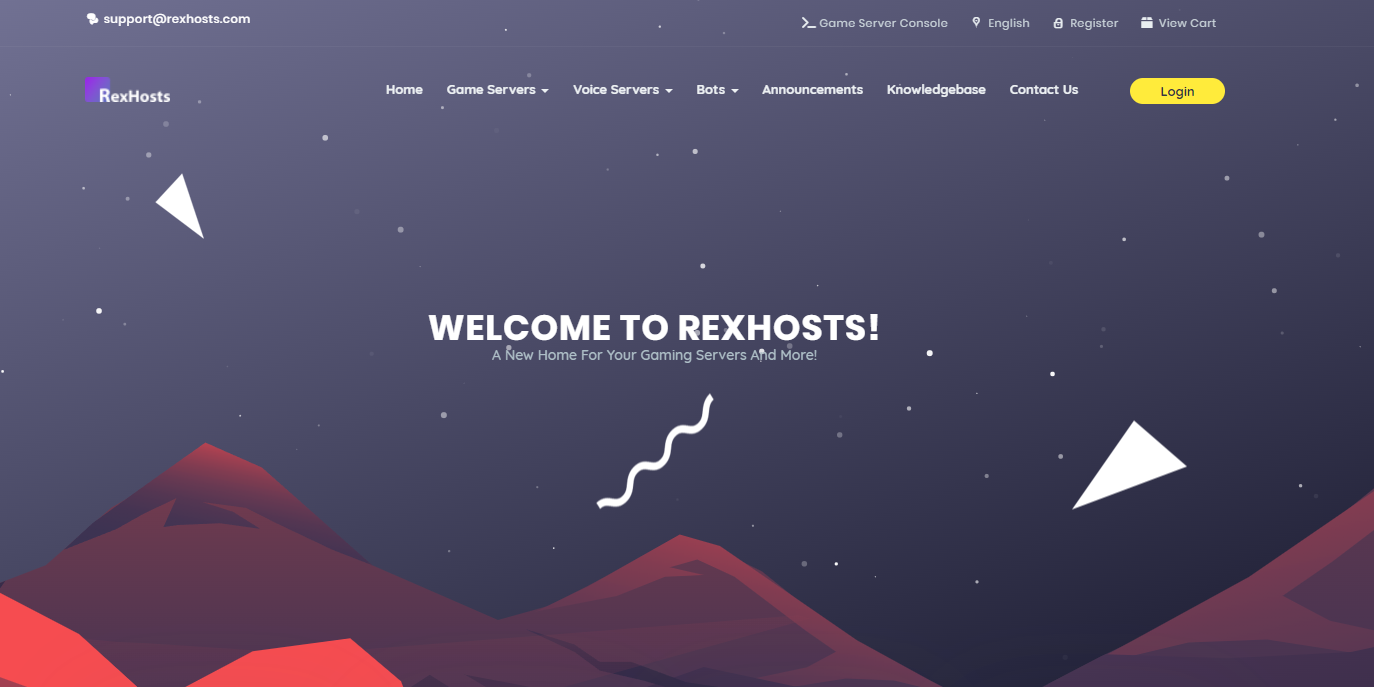 support@rexhosts.com
Game Server Console English Register View Cart
RexHosts
Home Game Servers Voice Servers Bots Announcements Knowledgebase Contact Us Login
WELCOME TO REXHOSTS!
A New Home For Your Gaming Servers And More!